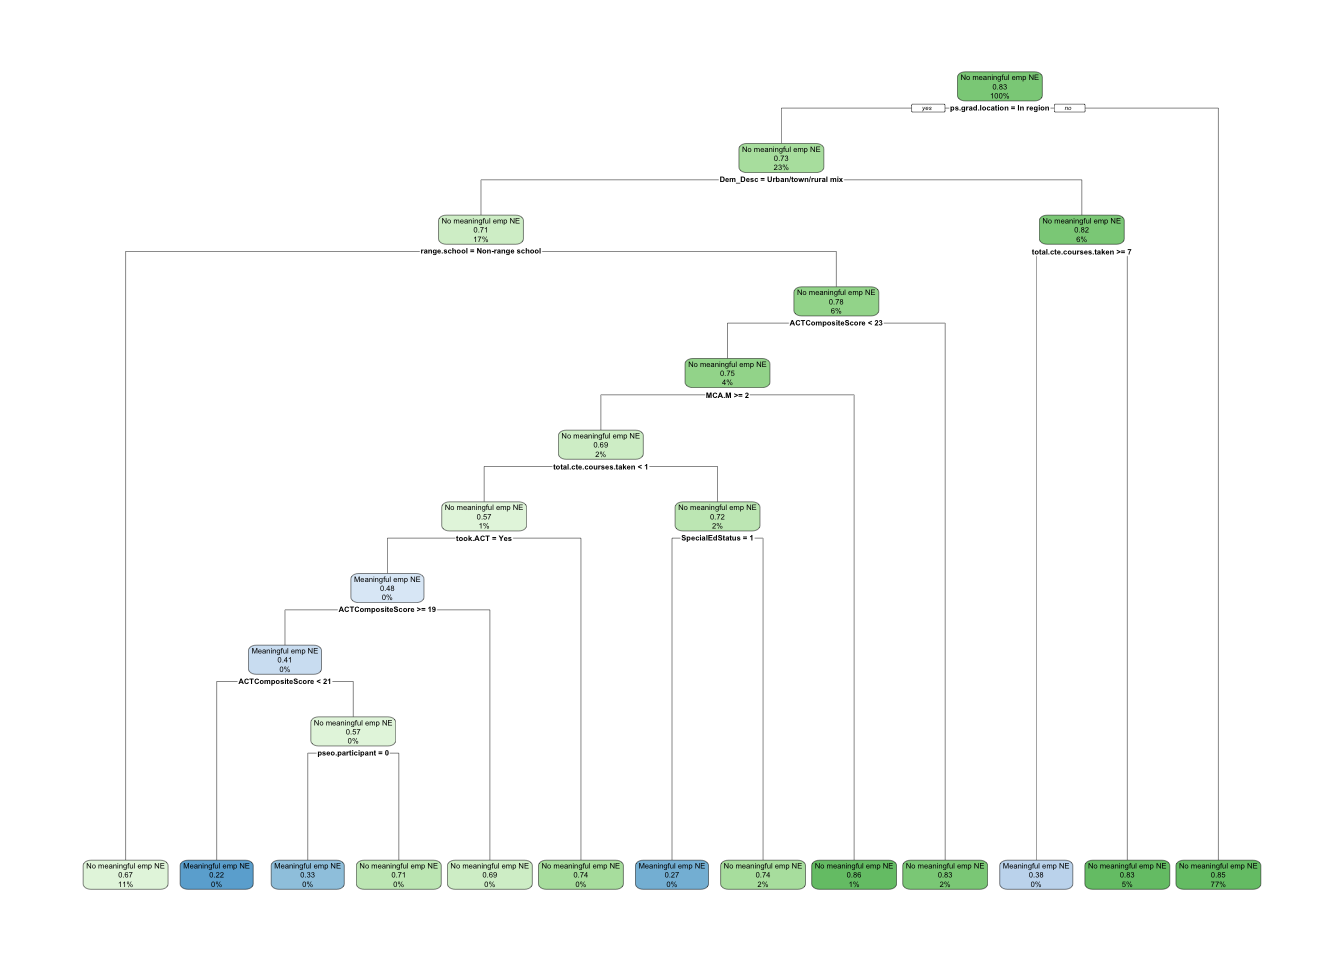 No meaningful emp NE
0.83
100%
yes
ps.grad.location = In region
no
No meaningful emp NE
0.73
23%
Dem_Desc = Urban/town/rural mix
No meaningful emp NE
0.71
17%
range.school = Non-range school
No meaningful emp NE
0.82
6%
total.cte.courses.taken >= 7
No meaningful emp NE
0.78
6%
ACTCompositeScore < 23
No meaningful emp NE
0.75
4%
MCA.M >= 2
No meaningful emp NE
0.69
2%
total.cte.courses.taken < 1
No meaningful emp NE
0.57
1%
took.ACT = Yes
No meaningful emp NE
0.72
2%
SpecialEdStatus = 1
Meaningful emp NE
0.48
0%
ACTCompositeScore >= 19
Meaningful emp NE
0.41
0%
ACTCompositeScore < 21
No meaningful emp NE
0.57
0%
pseo.participant = 0
No meaningful emp NE
0.67
11%
Meaningful emp NE
0.22
0%
Meaningful emp NE
0.33
0%
No meaningful emp NE
0.71
0%
No meaningful emp NE
0.69
0%
No meaningful emp NE
0.74
0%
Meaningful emp NE
0.27
0%
No meaningful emp NE
0.74
2%
No meaningful emp NE
0.86
1%
No meaningful emp NE
0.83
2%
Meaningful emp NE
0.38
0%
No meaningful emp NE
0.83
5%
No meaningful emp NE
0.85
77%